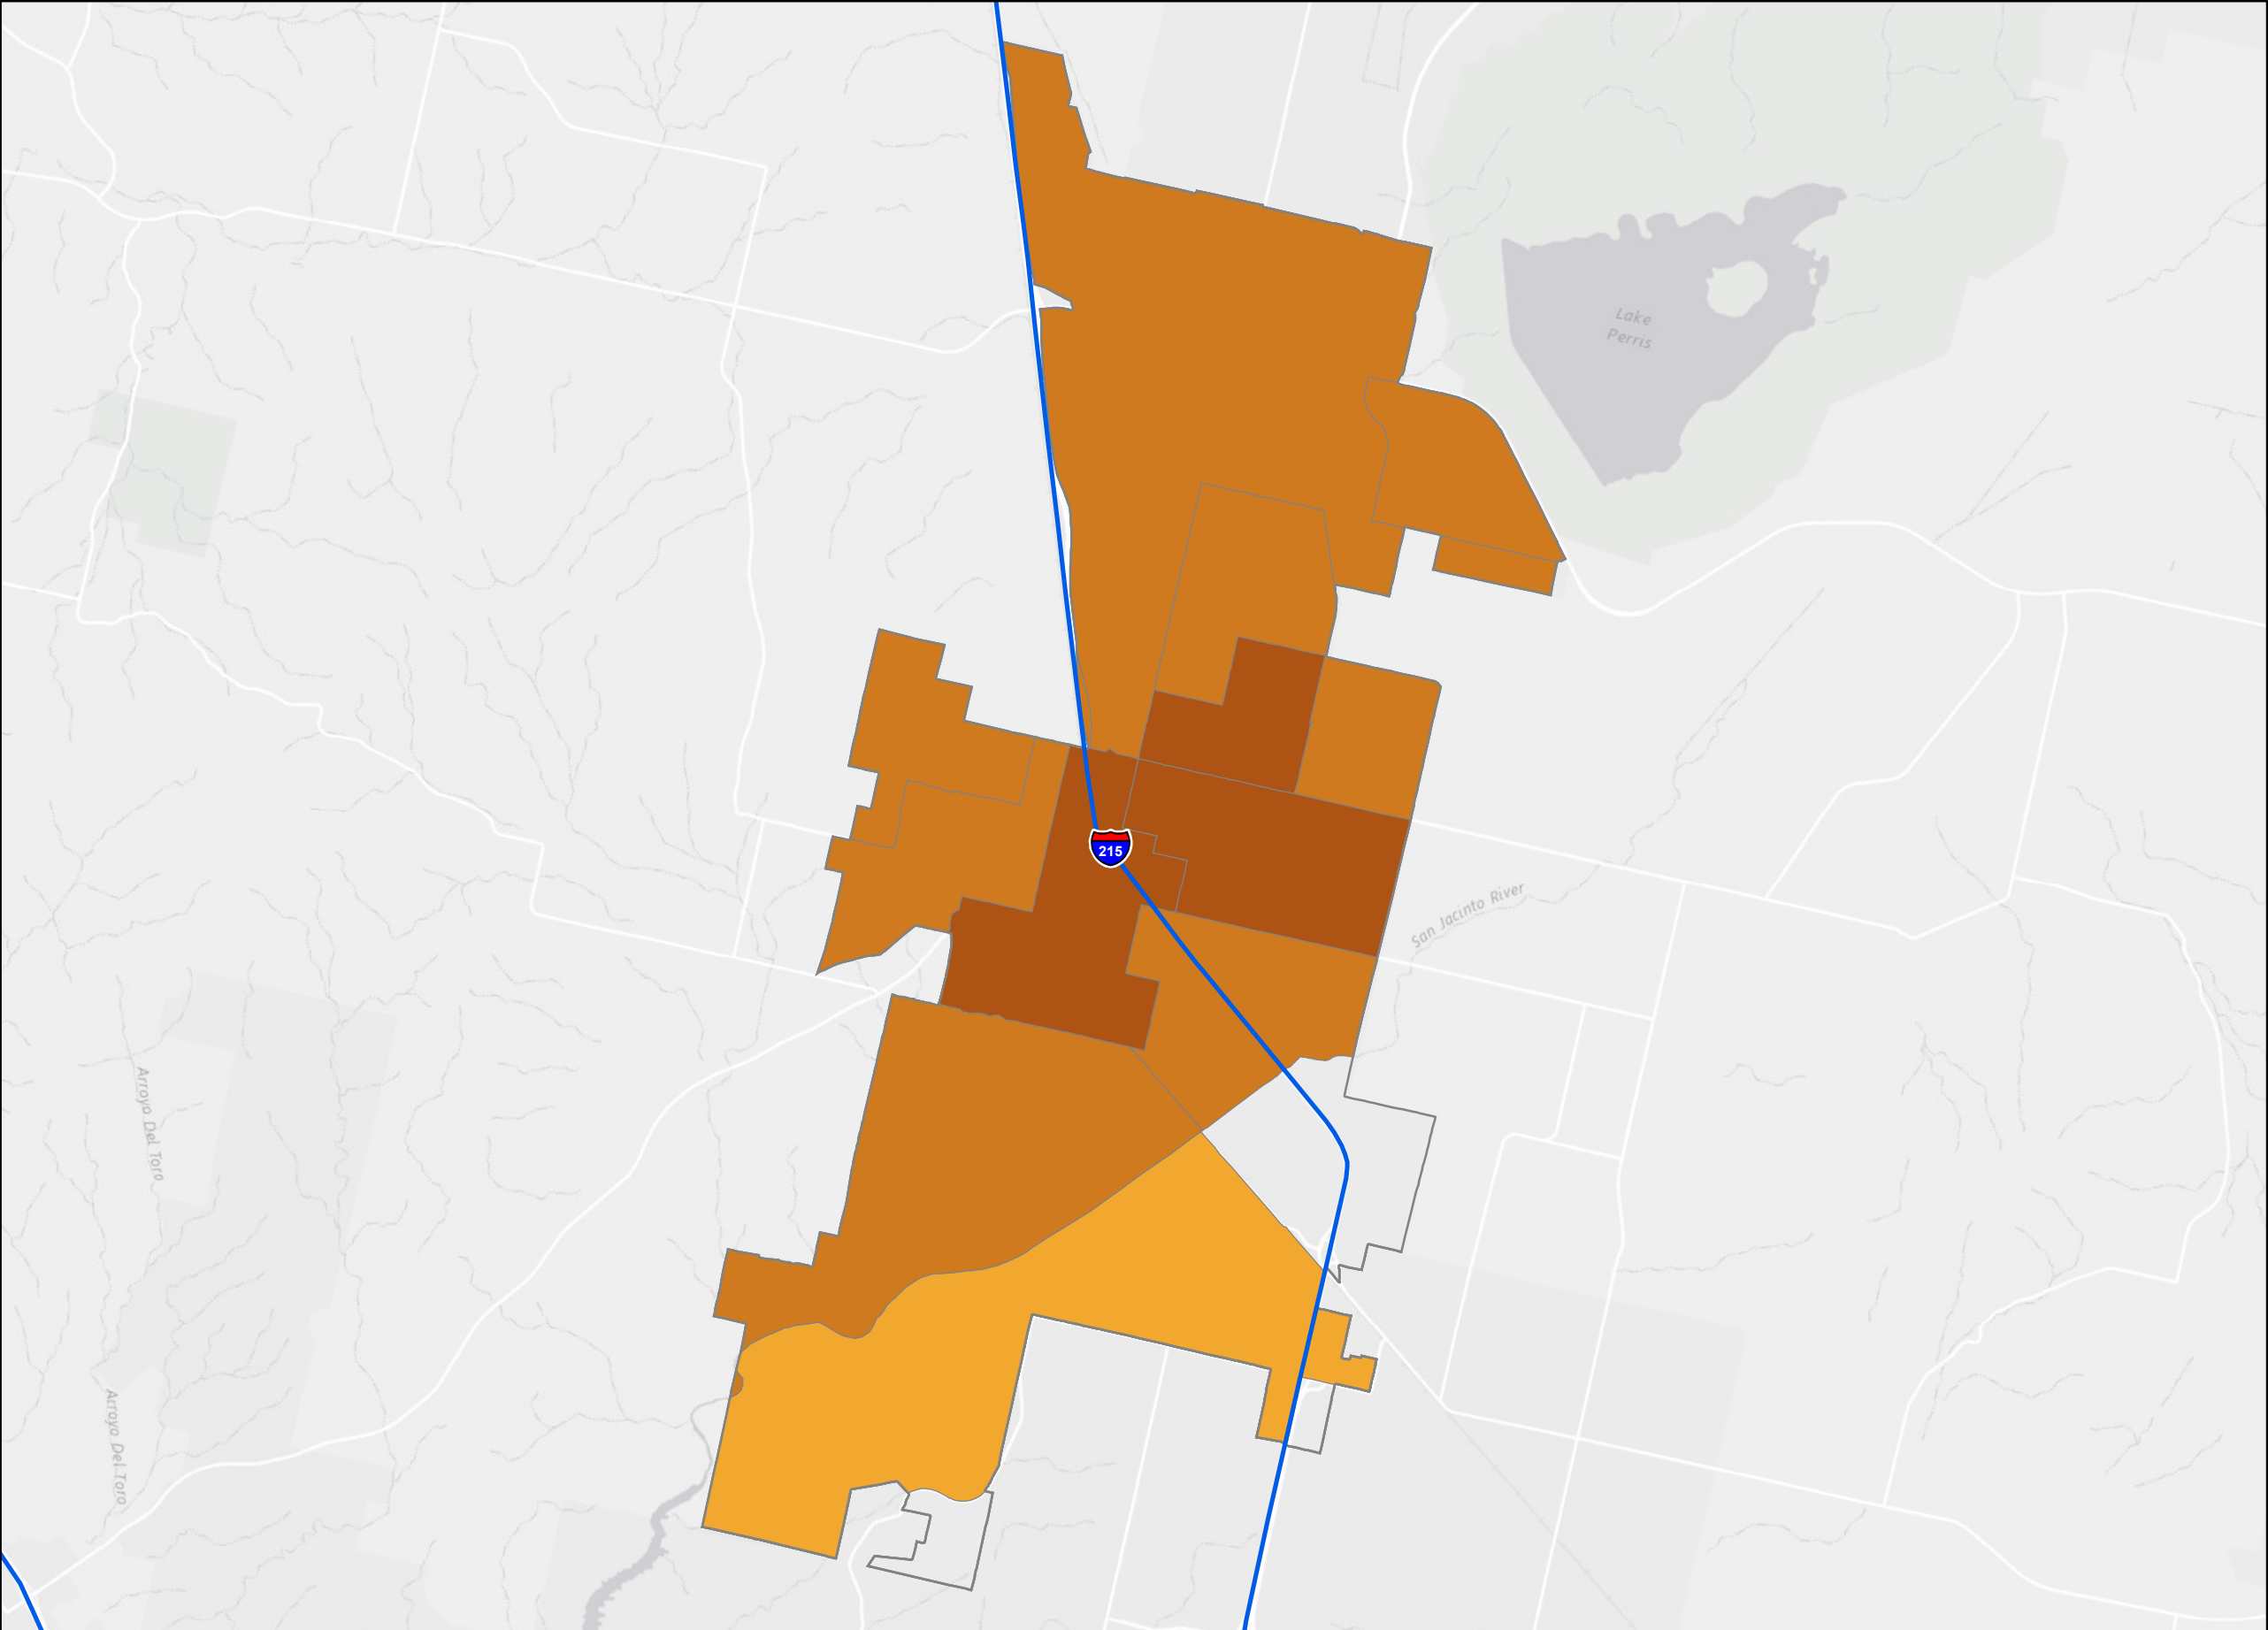 Lake
Perris
215
San Jacinto River
Arroyo Del Toro
Arroyo Del Toro